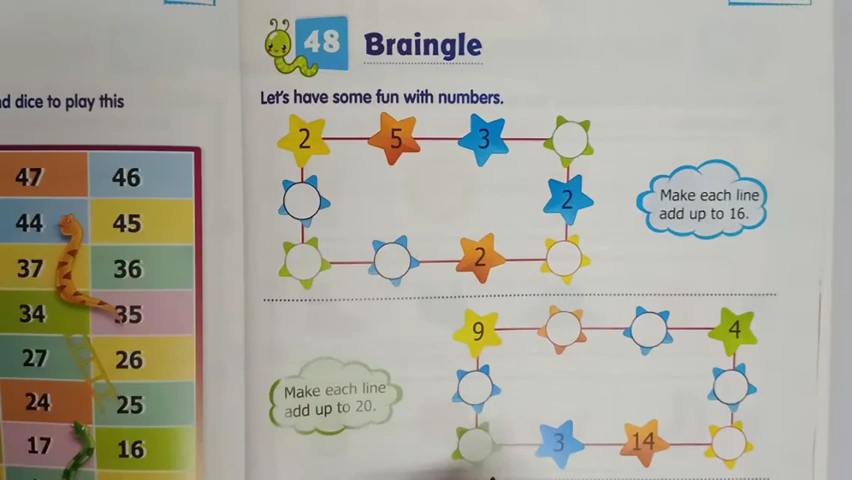 48 Braingle
d dice to play this
Let's have some fun with numbers.
2 5 3
2
2
Make each line
add up to 16.
47 46
44 45
37 36
34 35
27 26
24 25
17 16
9 4
3 14
Make each line
add up to 20.